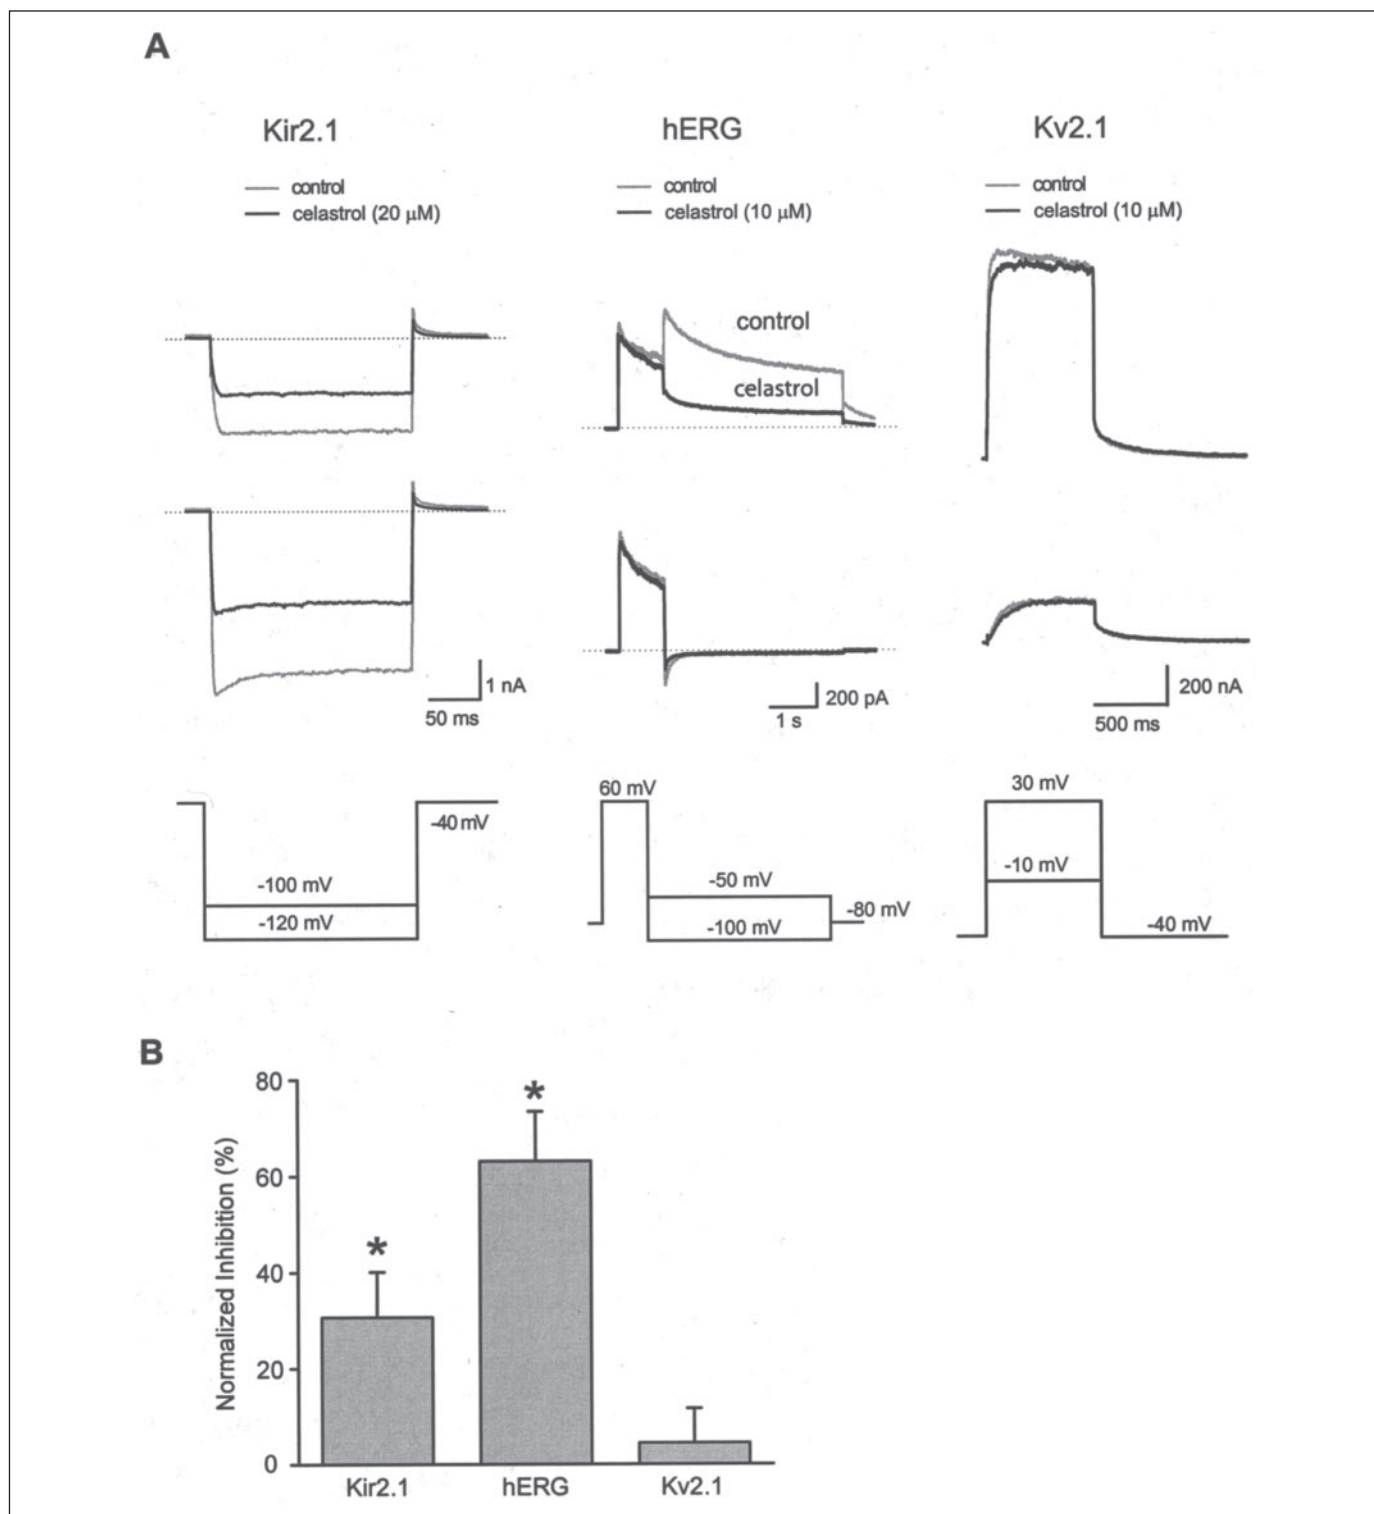 A
Kir2.1
control
celastrol (20 μM)
hERG
control
celastrol (10 μM)
Kv2.1
control
celastrol (10 μM)
control
celastrol
1 nA
50 ms
200 pA
1 s
200 nA
500 ms
-40 mV
-100 mV
-120 mV
60 mV
-50 mV
-80 mV
-100 mV
30 mV
-10 mV
-40 mV
B
Normalized Inhibition (%)
80
60
40
20
0
*
*
Kir2.1
hERG
Kv2.1